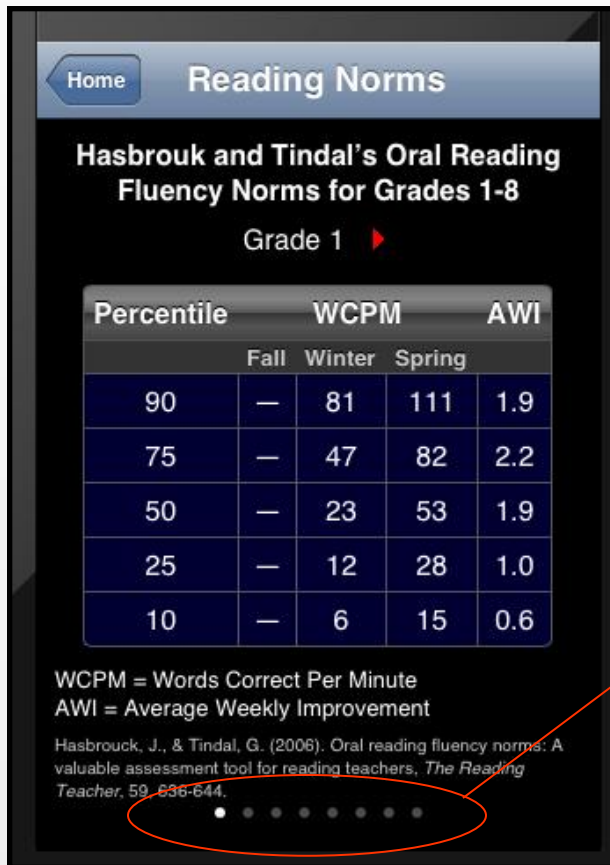 Home
Reading Norms
Hasbrouk and Tindal's Oral Reading
Fluency Norms for Grades 1-8
Grade 1
Percentile WCPM AWI
Fall Winter Spring
90 — 81 111 1.9
75 — 47 82 2.2
50 — 23 53 1.9
25 — 12 28 1.0
10 — 6 15 0.6
WCPM = Words Correct Per Minute
AWI = Average Weekly Improvement
Hasbrouck, J., & Tindal, G. (2006). Oral reading fluency norms: A
valuable assessment tool for reading teachers, The Reading
Teacher, 59, 636-644.